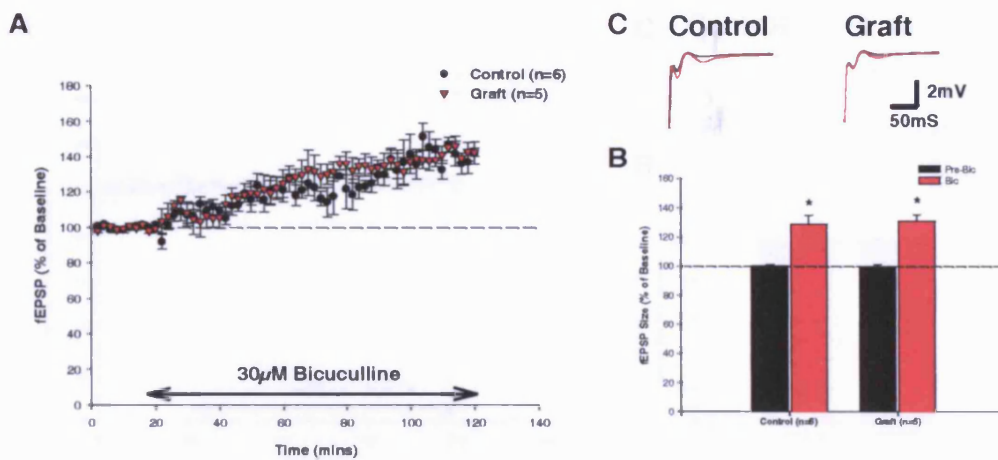 A
Control (n=6)
Graft (n=5)
fEPSP (% of Baseline)
180
160
140
120
100
80
60
40
20
0
30µM Bicuculline
0
20
40
60
80
100
120
140
Time (mins)
C
Control
Graft
2mV
50mS
B
Pre-Bic
Bic
fEPSP Size (% of Baseline)
160
140
120
100
80
60
40
20
0
*
*
Control (n=6)
Graft (n=5)